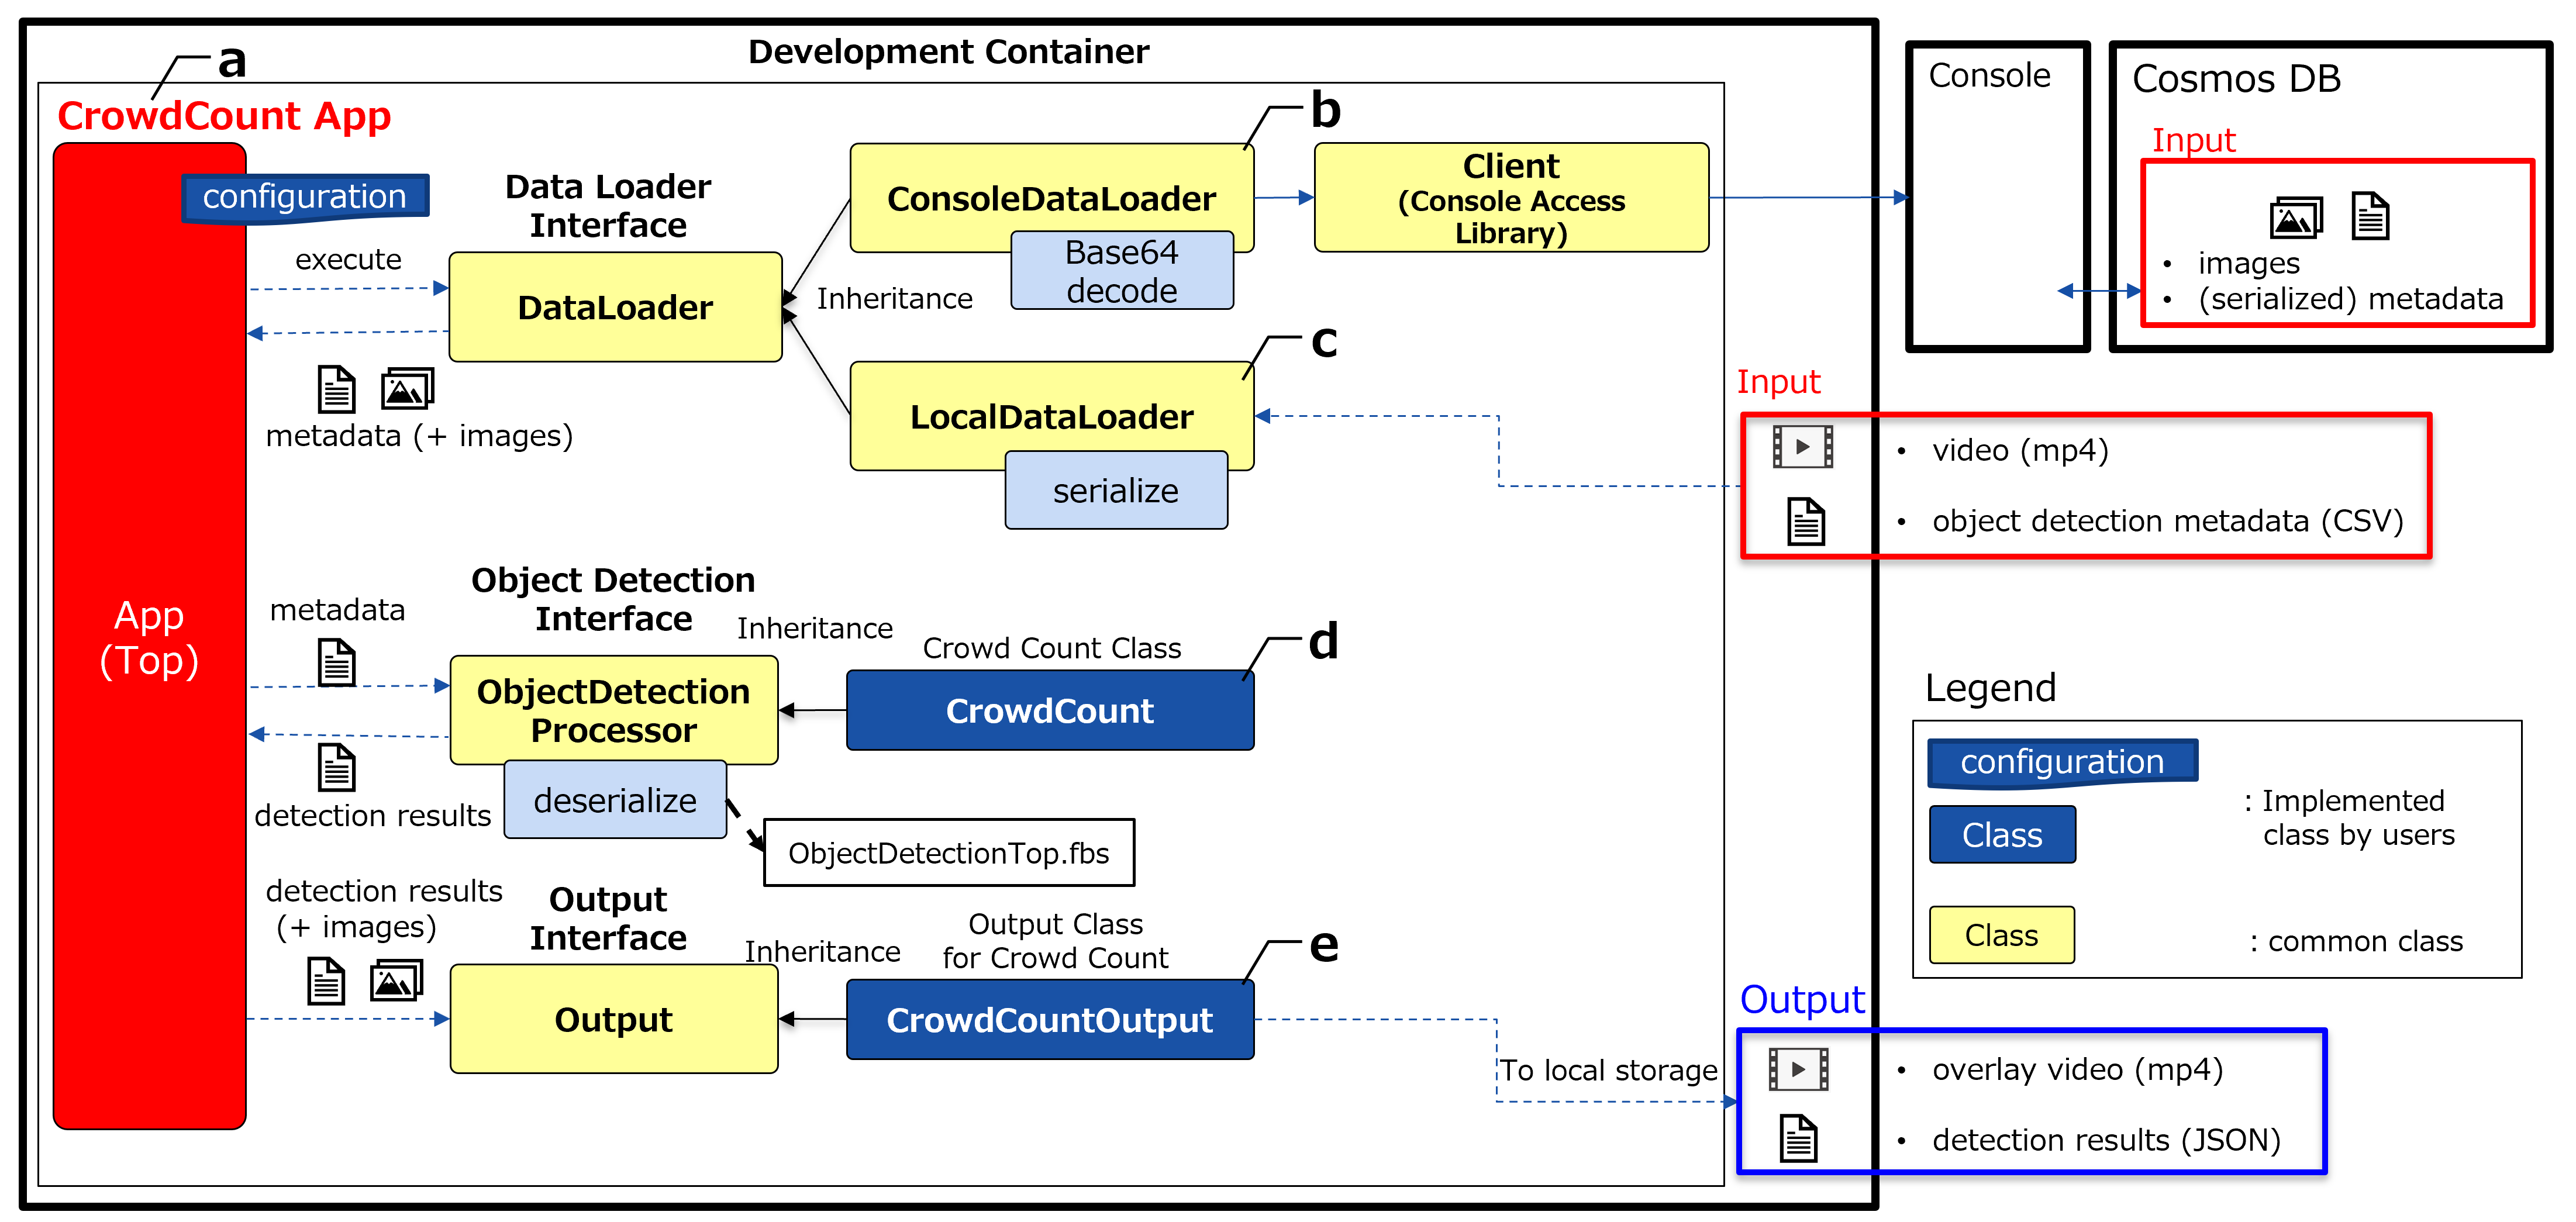 Development Container
a
CrowdCount App
configuration
App
(Top)
execute
metadata (+ images)
Data Loader
Interface
DataLoader
Inheritance
b
ConsoleDataLoader
Base64
decode
Client
(Console Access
Library)
c
LocalDataLoader
serialize
Console
Cosmos DB
Input
• images
• (serialized) metadata
Input
• video (mp4)
• object detection metadata (CSV)
metadata
detection results
Object Detection
Interface
ObjectDetection
Processor
deserialize
ObjectDetectionTop.fbs
Inheritance
Crowd Count Class
d
CrowdCount
detection results
(+ images)
Output
Interface
Output
Inheritance
Output Class
for Crowd Count
e
CrowdCountOutput
To local storage
Output
• overlay video (mp4)
• detection results (JSON)
Legend
configuration
Class
: Implemented
class by users
Class
: common class